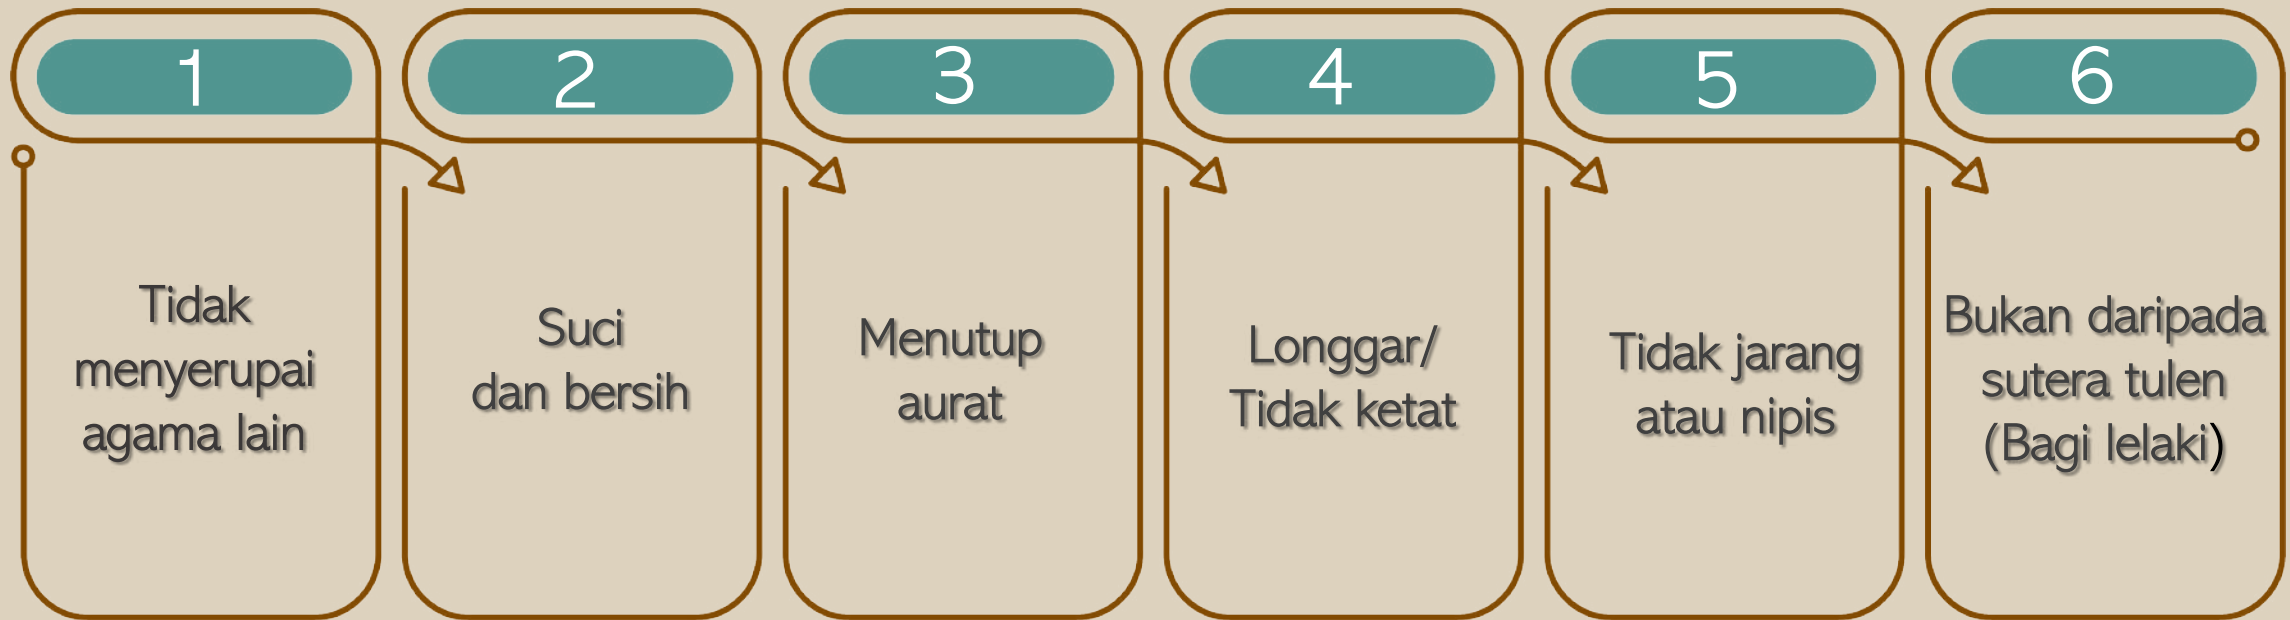 1
Tidak
menyerupai
agama lain
2
Suci
dan bersih
3
Menutup
aurat
4
Longgar/
Tidak ketat
5
Tidak jarang
atau nipis
6
Bukan daripada
sutera tulen
(Bagi lelaki)